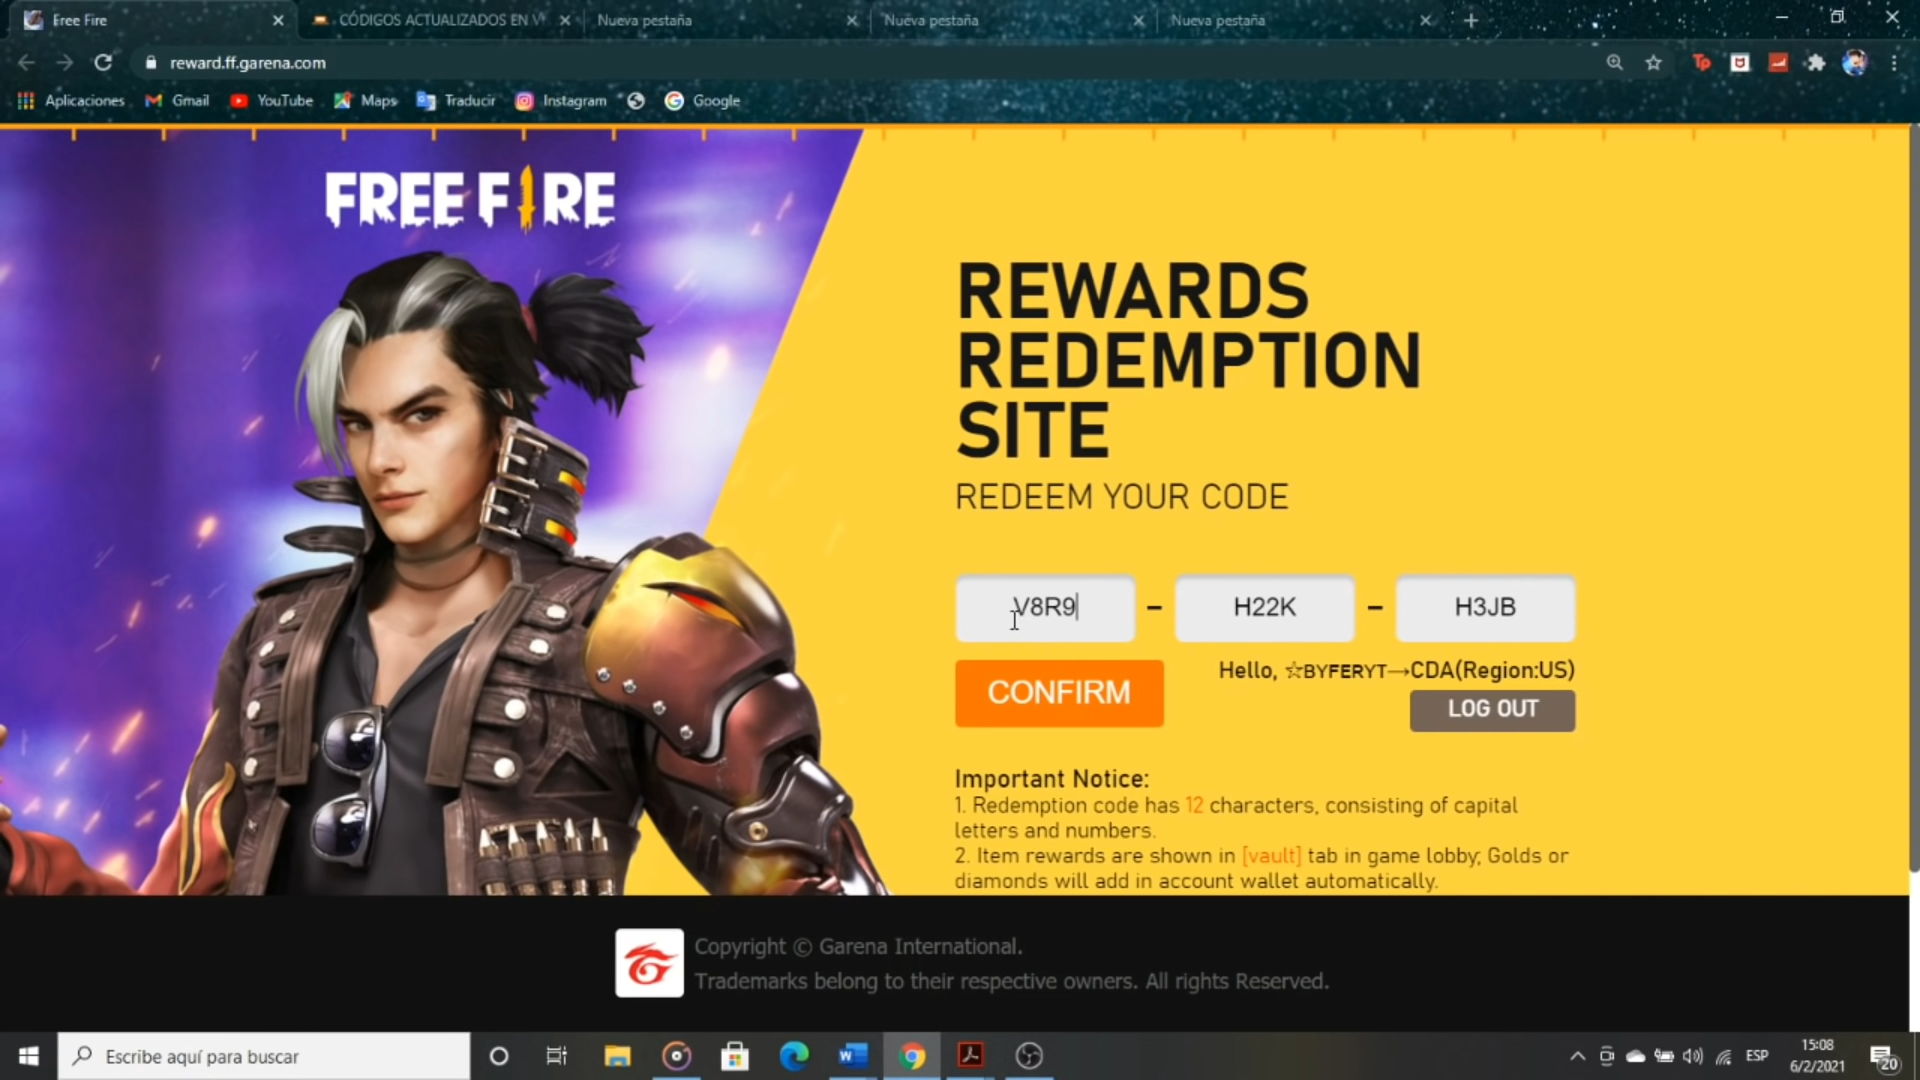 Free Fire
CÓDIGOS ACTUALIZADOS EN V
Nueva pestaña
Nueva pestaña
Nueva pestaña
reward.ff.garena.com
Aplicaciones
Gmail
YouTube
Maps
Traducir
Instagram
Google
FREE FIRE
REWARDS
REDEMPTION
SITE
REDEEM YOUR CODE
V8R9 - H22K - H3JB
CONFIRM
Hello, ☆BYFERYT→CDA(Region:US)
LOG OUT
Important Notice:
1. Redemption code has 12 characters, consisting of capital
letters and numbers.
2. Item rewards are shown in [vault] tab in game lobby; Golds or
diamonds will add in account wallet automatically.
Copyright © Garena International.
Trademarks belong to their respective owners. All rights Reserved.
Escribe aquí para buscar
ESP
15:08
6/2/2021
20